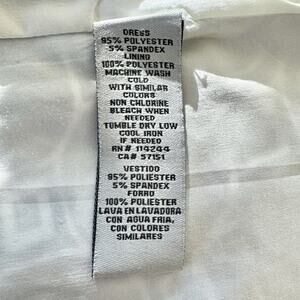 DRESS
95% POLYESTER
5% SPANDEX
LINING
100% POLYESTER
MACHINE WASH
COLD
WITH SIMILAR
COLORS
NON CHLORINE
BLEACH WHEN
NEEDED
TUMBLE DRY LOW
COOL IRON
IF NEEDED
RN# 114244
CA# 57151
VESTIDO
95% POLIESTER
5% SPANDEX
FORRO
100% POLIESTER
LAVA EN LAVADORA
CON AGUA FRIA,
CON COLORES
SIMILARES